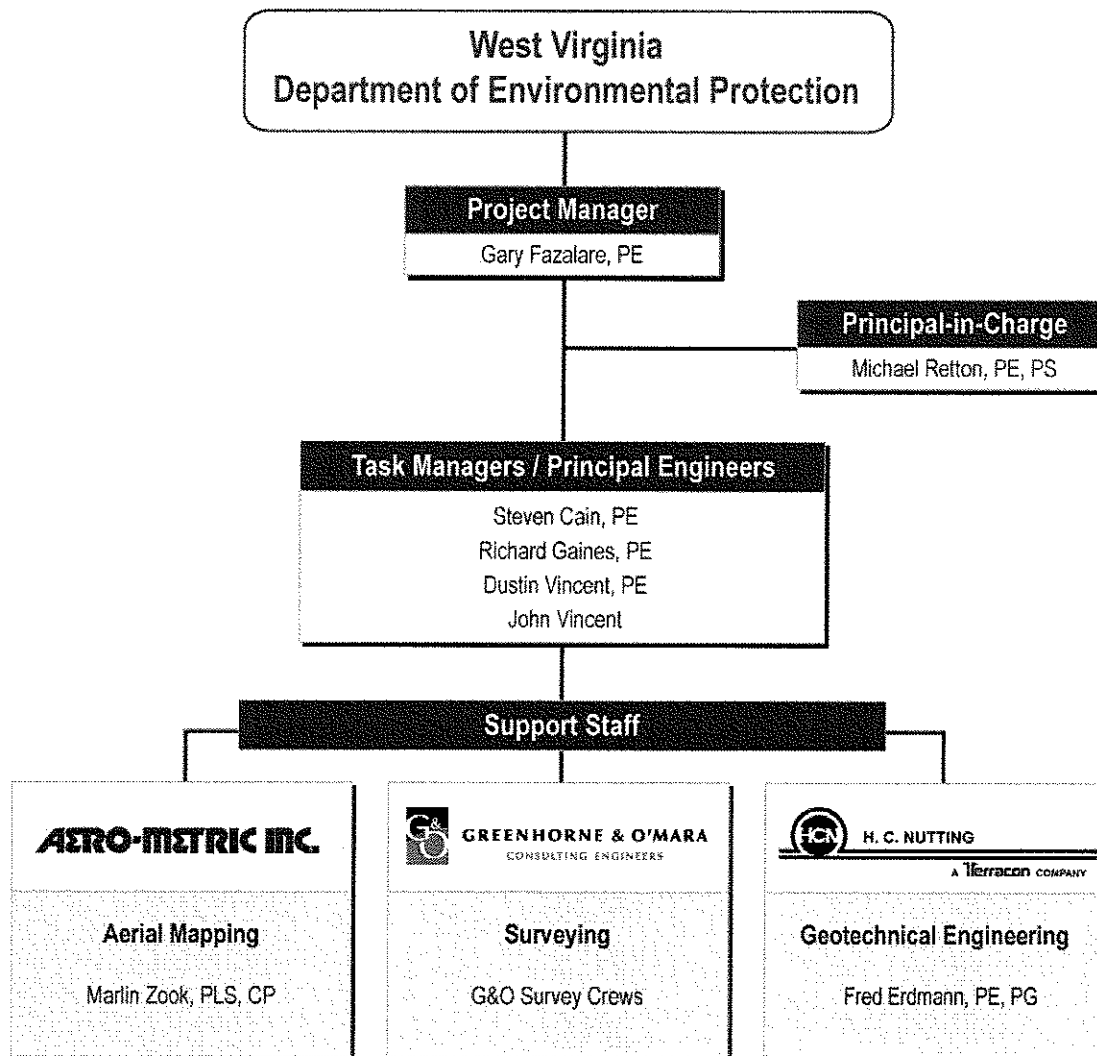 West Virginia
Department of Environmental Protection
Project Manager
Gary Fazalare, PE
Principal-in-Charge
Michael Retton, PE, PS
Task Managers / Principal Engineers
Steven Cain, PE
Richard Gaines, PE
Dustin Vincent, PE
John Vincent
Support Staff
AERO-METRIC INC.
Aerial Mapping
Marlin Zook, PLS, CP
G&O
GREENHORNE & O'MARA
CONSULTING ENGINEERS
Surveying
G&O Survey Crews
HCN
H. C. NUTTING
A Terracon COMPANY
Geotechnical Engineering
Fred Erdmann, PE, PG